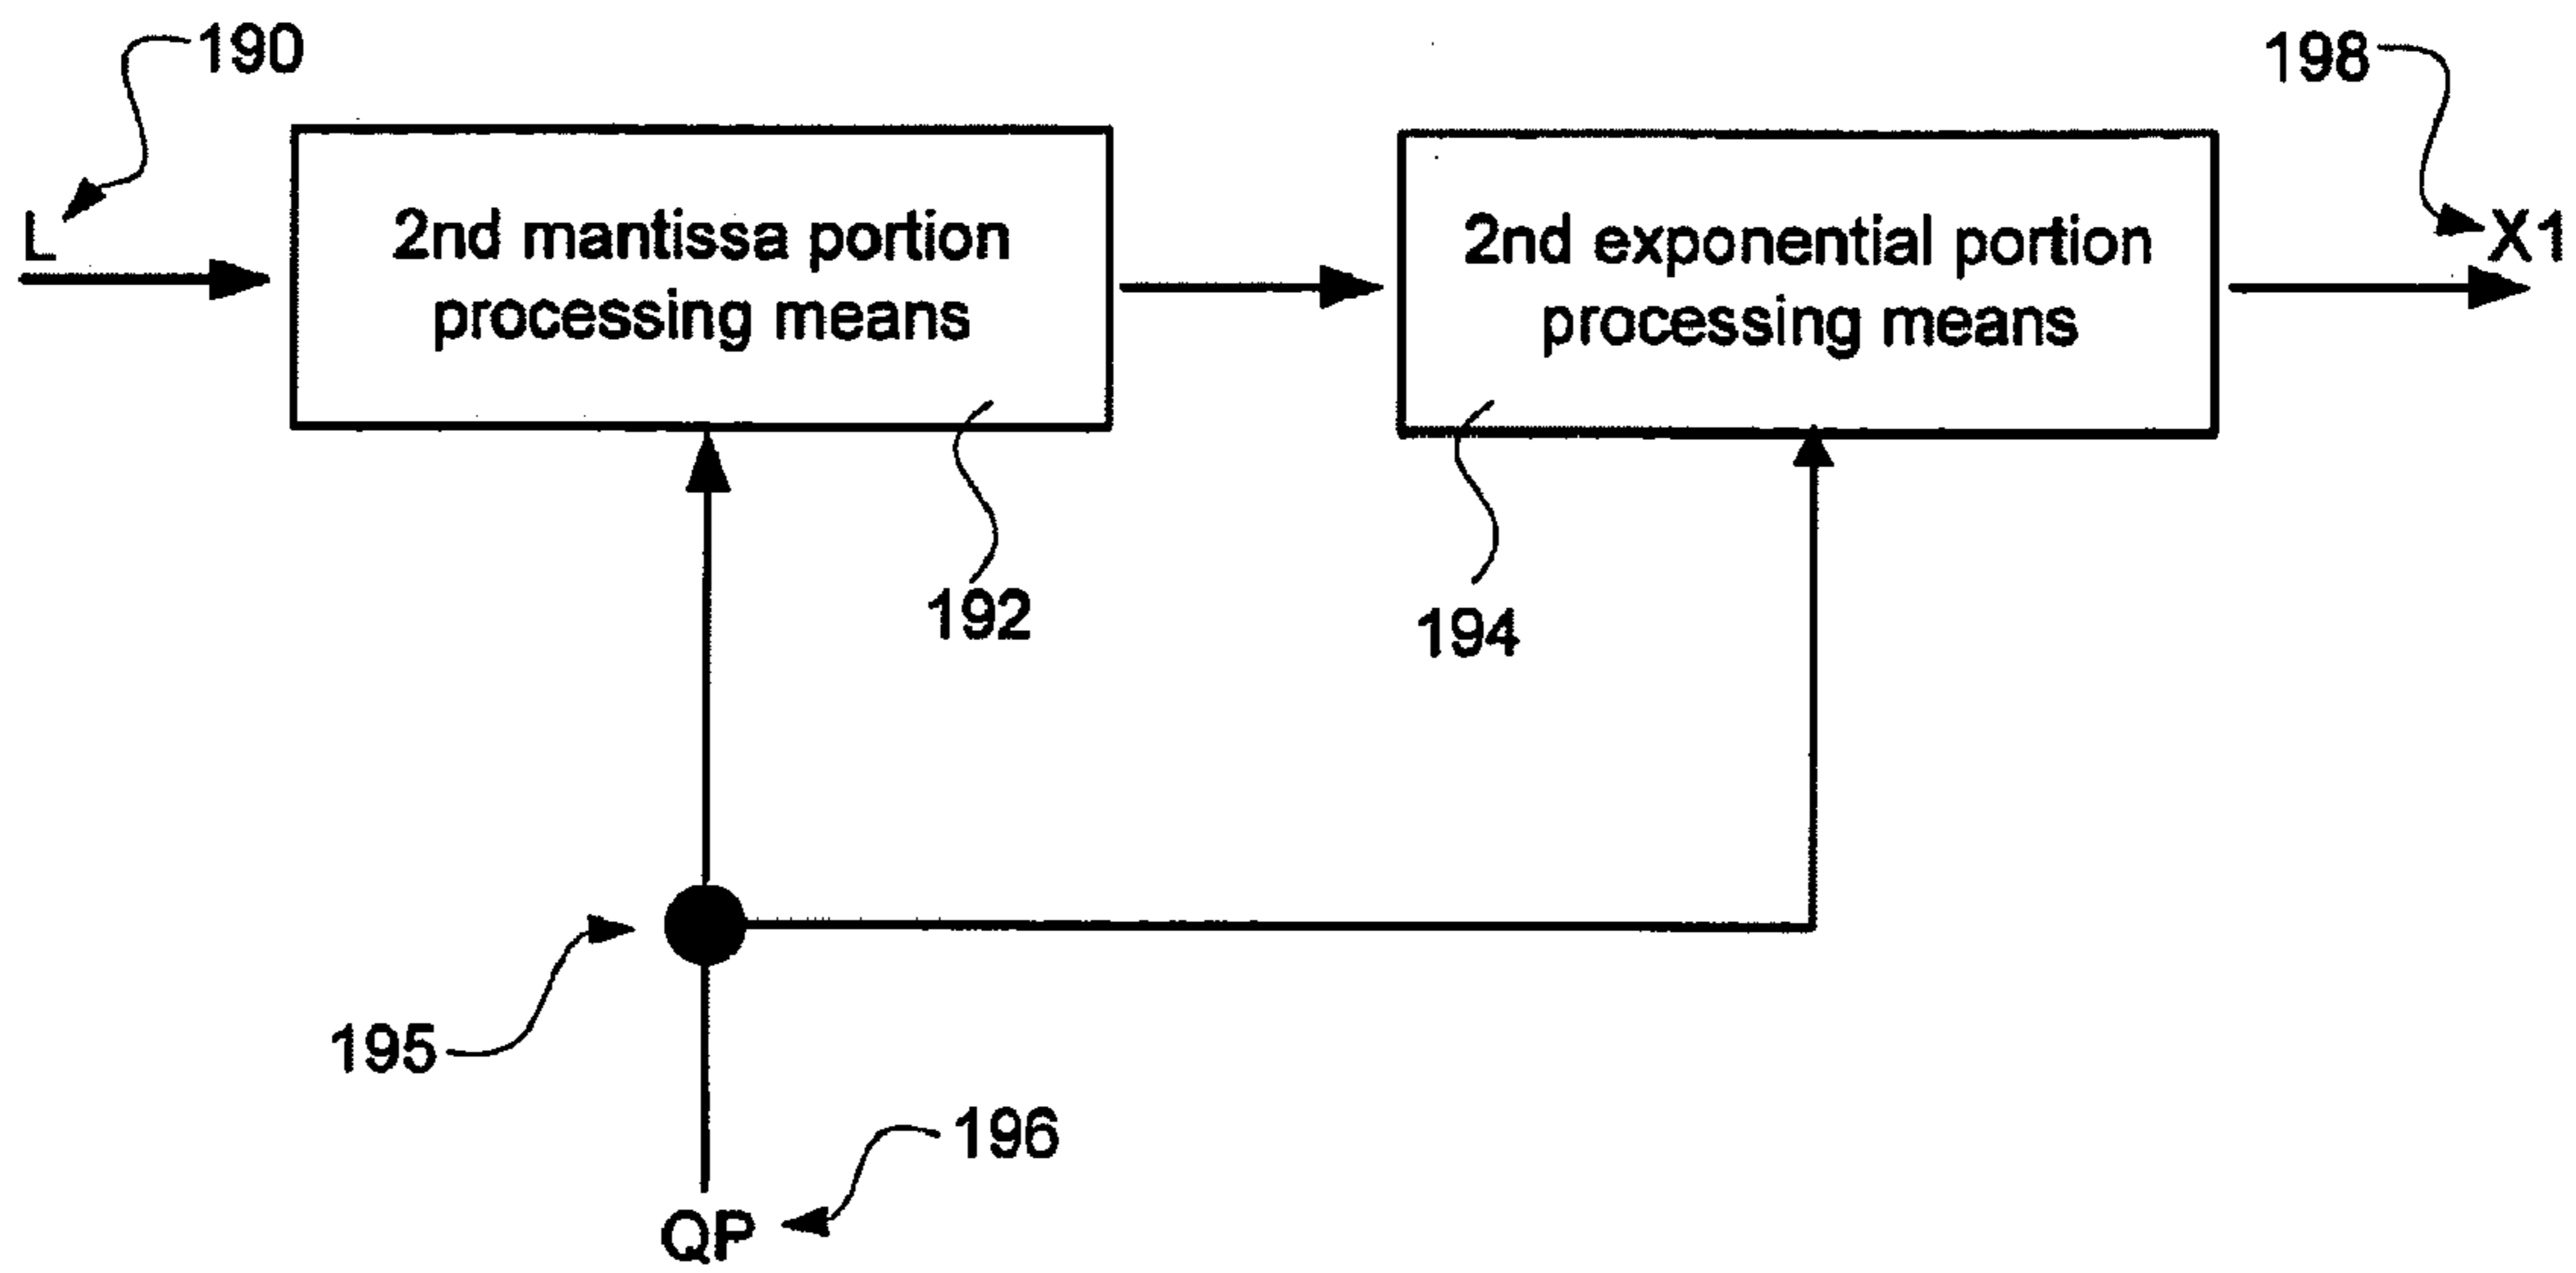 190
198
L
2nd mantissa portion
processing means
2nd exponential portion
processing means
X1
192
194
195
196
QP